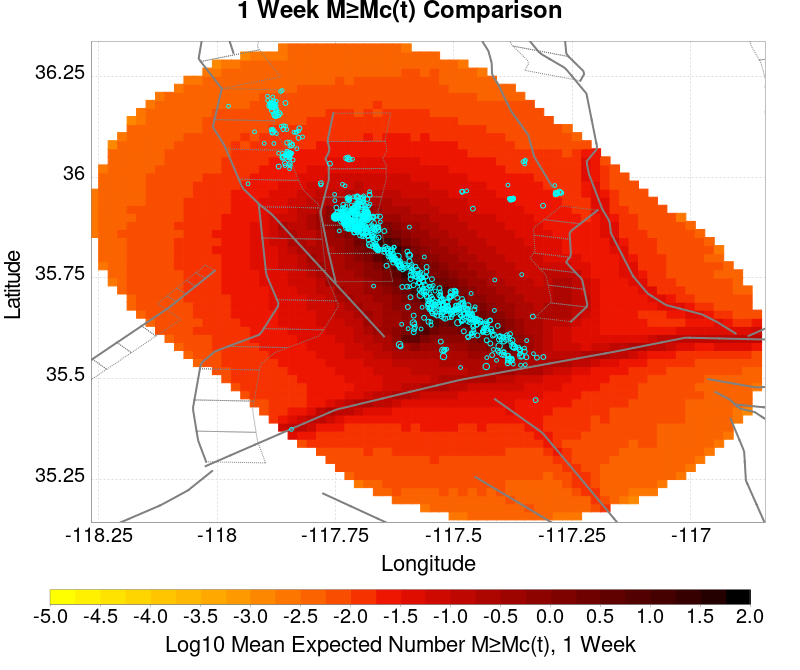 1 Week M≥Mc(t) Comparison
36.25
36
35.75
35.5
35.25
Latitude
-118.25 -118 -117.75 -117.5 -117.25 -117
Longitude
-5.0 -4.5 -4.0 -3.5 -3.0 -2.5 -2.0 -1.5 -1.0 -0.5 0.0 0.5 1.0 1.5 2.0
Log10 Mean Expected Number M≥Mc(t), 1 Week